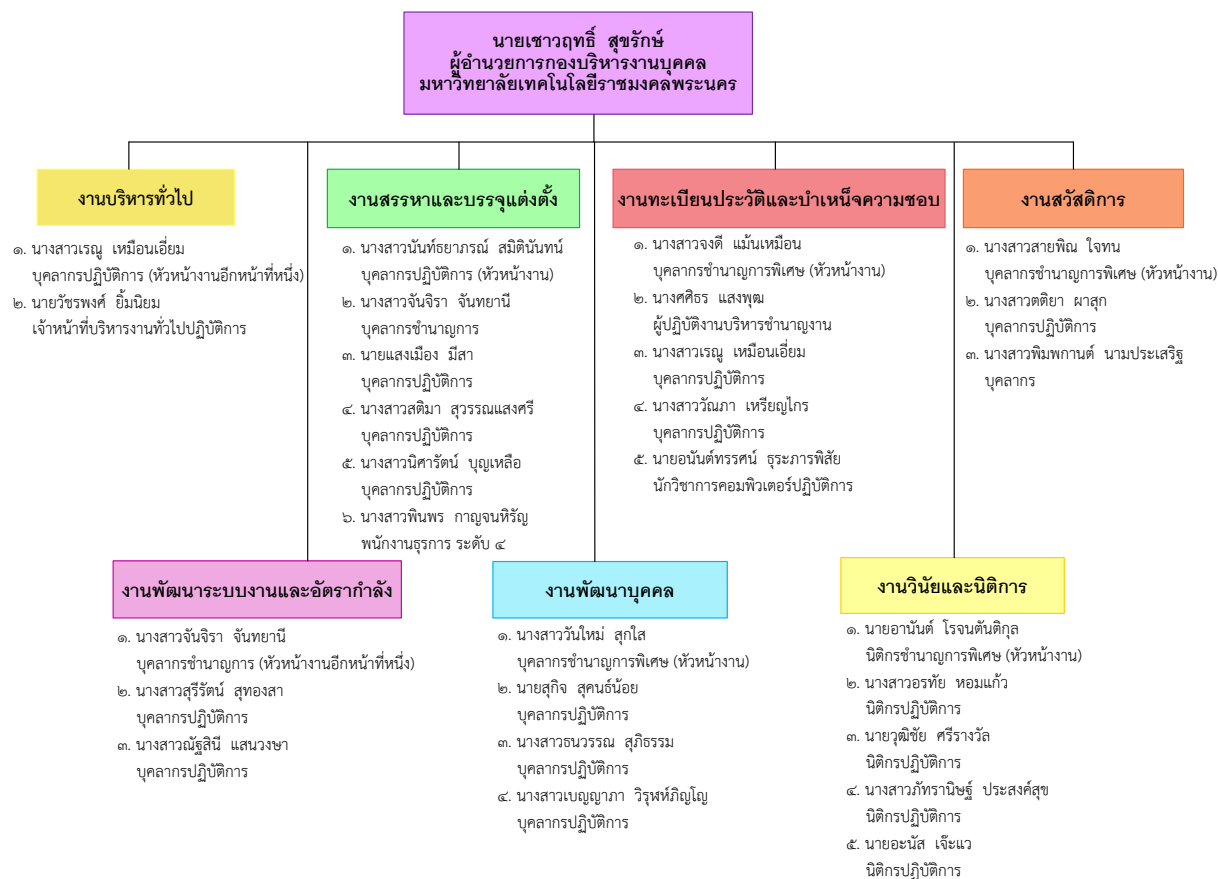 นายเชาวฤทธิ์ สุขรักษ์
ผู้อำนวยการกองบริหารงานบุคคล
มหาวิทยาลัยเทคโนโลยีราชมงคลพระนคร
งานบริหารทั่วไป
๑. นางสาวเรณู เหมือนเอี่ยม
บุคลากรปฏิบัติการ (หัวหน้างานอีกหน้าที่หนึ่ง)
๒. นายวัชรพงศ์ ยิ้มนิยม
เจ้าหน้าที่บริหารงานทั่วไปปฏิบัติการ
งานสรรหาและบรรจุแต่งตั้ง
๑. นางสาวนันท์ธยาภรณ์ สมิตินันทน์
บุคลากรปฏิบัติการ (หัวหน้างาน)
๒. นางสาวจันจิรา จันทยานี
บุคลากรชำนาญการ
๓. นายแสงเมือง มีสา
บุคลากรปฏิบัติการ
๔. นางสาวสติมา สุวรรณแสงศรี
บุคลากรปฏิบัติการ
๕. นางสาวนิศารัตน์ บุญเหลือ
บุคลากรปฏิบัติการ
๖. นางสาวพินพร กาญจนหิรัญ
พนักงานธุรการ ระดับ ๔
งานทะเบียนประวัติและบำเหน็จความชอบ
๑. นางสาวจงดี แม้นเหมือน
บุคลากรชำนาญการพิเศษ (หัวหน้างาน)
๒. นางศศิธร แสงพุฒ
ผู้ปฏิบัติงานบริหารชำนาญงาน
๓. นางสาวเรณู เหมือนเอี่ยม
บุคลากรปฏิบัติการ
๔. นางสาววัณภา เหรียญไกร
บุคลากรปฏิบัติการ
๕. นายอนันต์ทรรศน์ ธุระภารพิสัย
นักวิชาการคอมพิวเตอร์ปฏิบัติการ
งานสวัสดิการ
๑. นางสาวสายพิณ ใจทน
บุคลากรชำนาญการพิเศษ (หัวหน้างาน)
๒. นางสาวตติยา ผาสุก
บุคลากรปฏิบัติการ
๓. นางสาวพิมพกานต์ นามประเสริฐ
บุคลากร
งานพัฒนาระบบงานและอัตรากำลัง
๑. นางสาวจันจิรา จันทยานี
บุคลากรชำนาญการ (หัวหน้างานอีกหน้าที่หนึ่ง)
๒. นางสาวสุรีรัตน์ สุทองสา
บุคลากรปฏิบัติการ
๓. นางสาวณัฐสินี แสนวงษา
บุคลากรปฏิบัติการ
งานพัฒนาบุคคล
๑. นางสาววันใหม่ สุกใส
บุคลากรชำนาญการพิเศษ (หัวหน้างาน)
๒. นายสุกิจ สุคนธ์น้อย
บุคลากรปฏิบัติการ
๓. นางสาวธนวรรณ สุภิธรรม
บุคลากรปฏิบัติการ
๔. นางสาวเบญญาภา วิรุฬห์ภิญโญ
บุคลากรปฏิบัติการ
งานวินัยและนิติการ
๑. นายอานันต์ โรจนตันติกุล
นิติกรชำนาญการพิเศษ (หัวหน้างาน)
๒. นางสาวอรทัย หอมแก้ว
นิติกรปฏิบัติการ
๓. นายวุฒิชัย ศรีรางวัล
นิติกรปฏิบัติการ
๔. นางสาวภัทรานิษฐ์ ประสงค์สุข
นิติกรปฏิบัติการ
๕. นายอะนัส เจ๊ะแว
นิติกรปฏิบัติการ